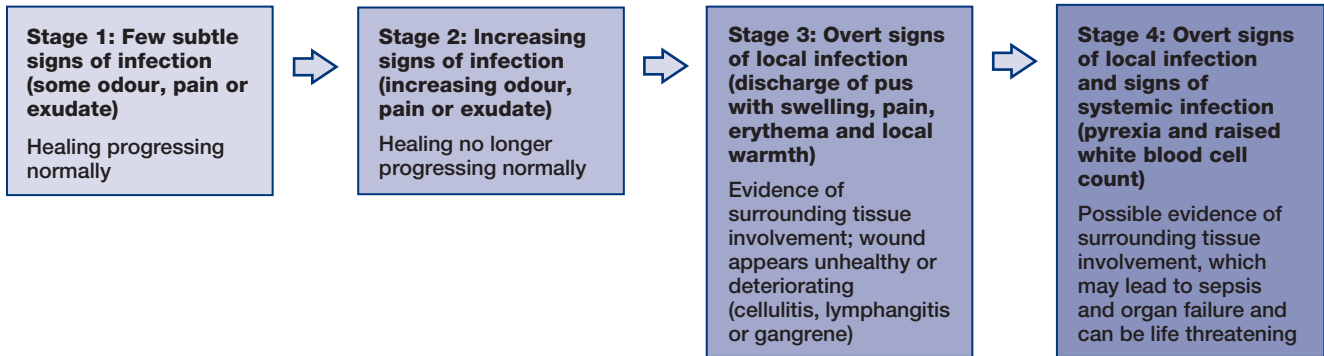 Stage 1: Few subtle
signs of infection
(some odour, pain or
exudate)
Healing progressing
normally
Stage 2: Increasing
signs of infection
(increasing odour,
pain or exudate)
Healing no longer
progressing normally
Stage 3: Overt signs
of local infection
(discharge of pus
with swelling, pain,
erythema and local
warmth)
Evidence of
surrounding tissue
involvement; wound
appears unhealthy or
deteriorating
(cellulitis, lymphangitis
or gangrene)
Stage 4: Overt signs
of local infection
and signs of
systemic infection
(pyrexia and raised
white blood cell
count)
Possible evidence of
surrounding tissue
involvement, which
may lead to sepsis
and organ failure and
can be life threatening